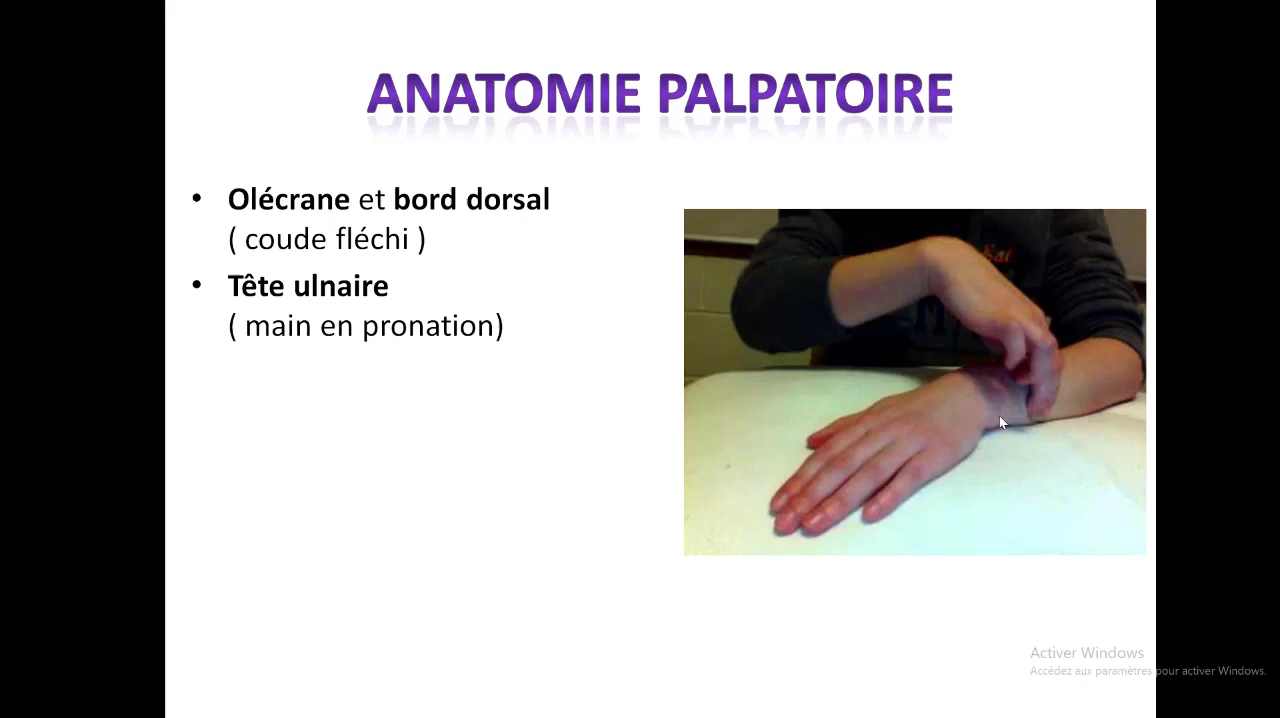 ANATOMIE PALPATOIRE
• Olécrane et bord dorsal
( coude fléchi )
• Tête ulnaire
( main en pronation)
Activer Windows
Accédez aux paramètres pour activer Windows.